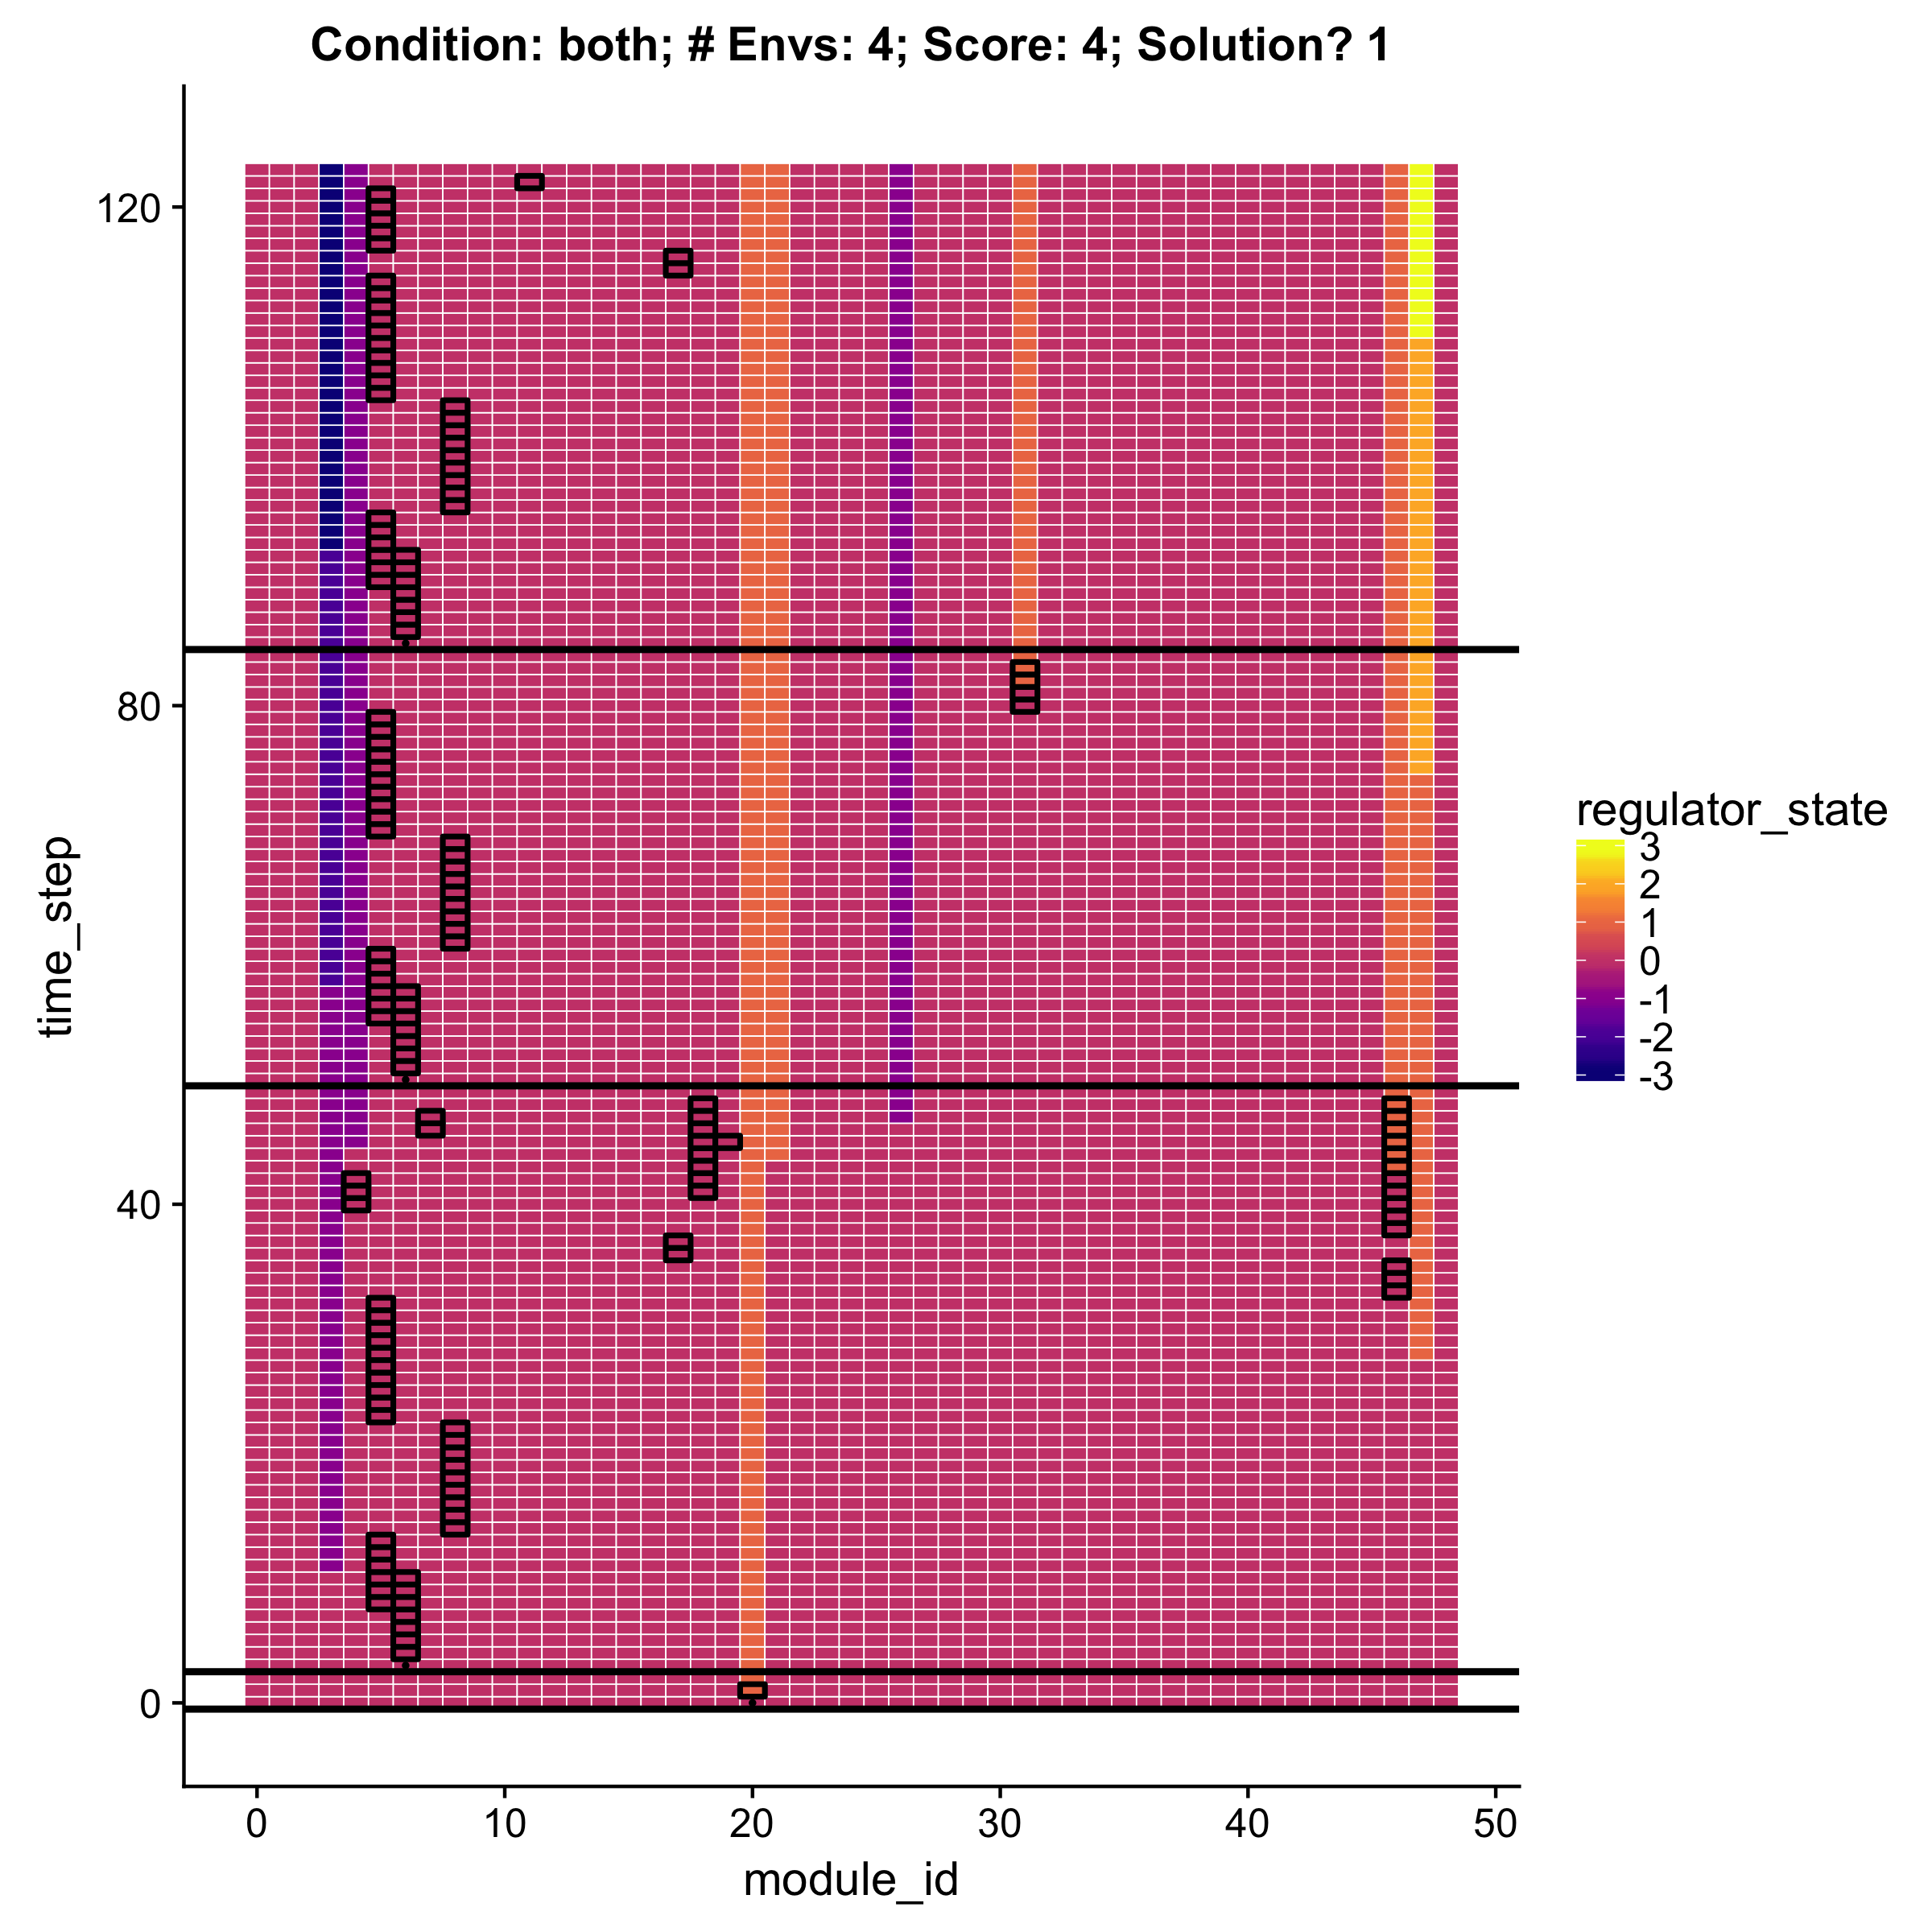 Condition: both; # Envs: 4; Score: 4; Solution? 1
120
80
40
0
time_step
0 10 20 30 40 50
module_id
regulator_state
3
2
1
0
-1
-2
-3